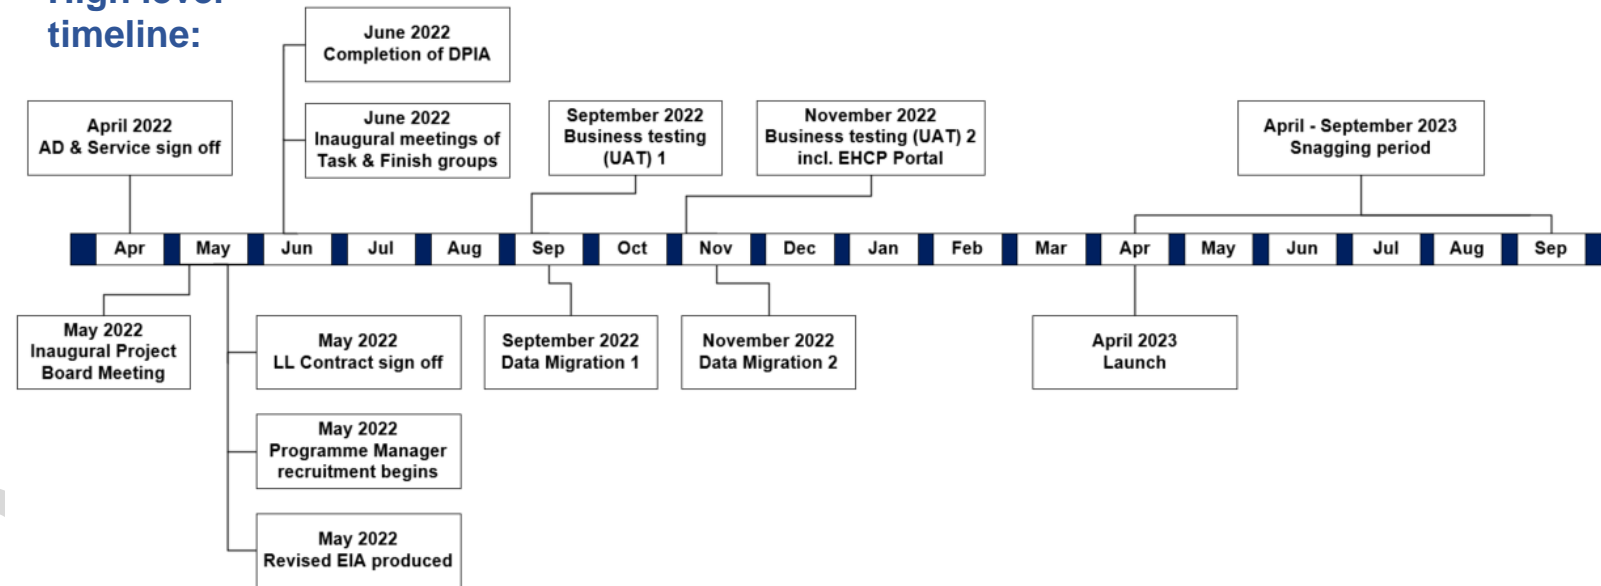 timeline:
June 2022
Completion of DPIA
June 2022
Inaugural meetings of
Task & Finish groups
April 2022
AD & Service sign off
September 2022
Business testing
(UAT) 1
November 2022
Business testing (UAT) 2
incl. EHCP Portal
April - September 2023
Snagging period
Apr May Jun Jul Aug Sep Oct Nov Dec Jan Feb Mar Apr May Jun Jul Aug Sep
May 2022
Inaugural Project
Board Meeting
May 2022
LL Contract sign off
May 2022
Programme Manager
recruitment begins
May 2022
Revised EIA produced
September 2022
Data Migration 1
November 2022
Data Migration 2
April 2023
Launch